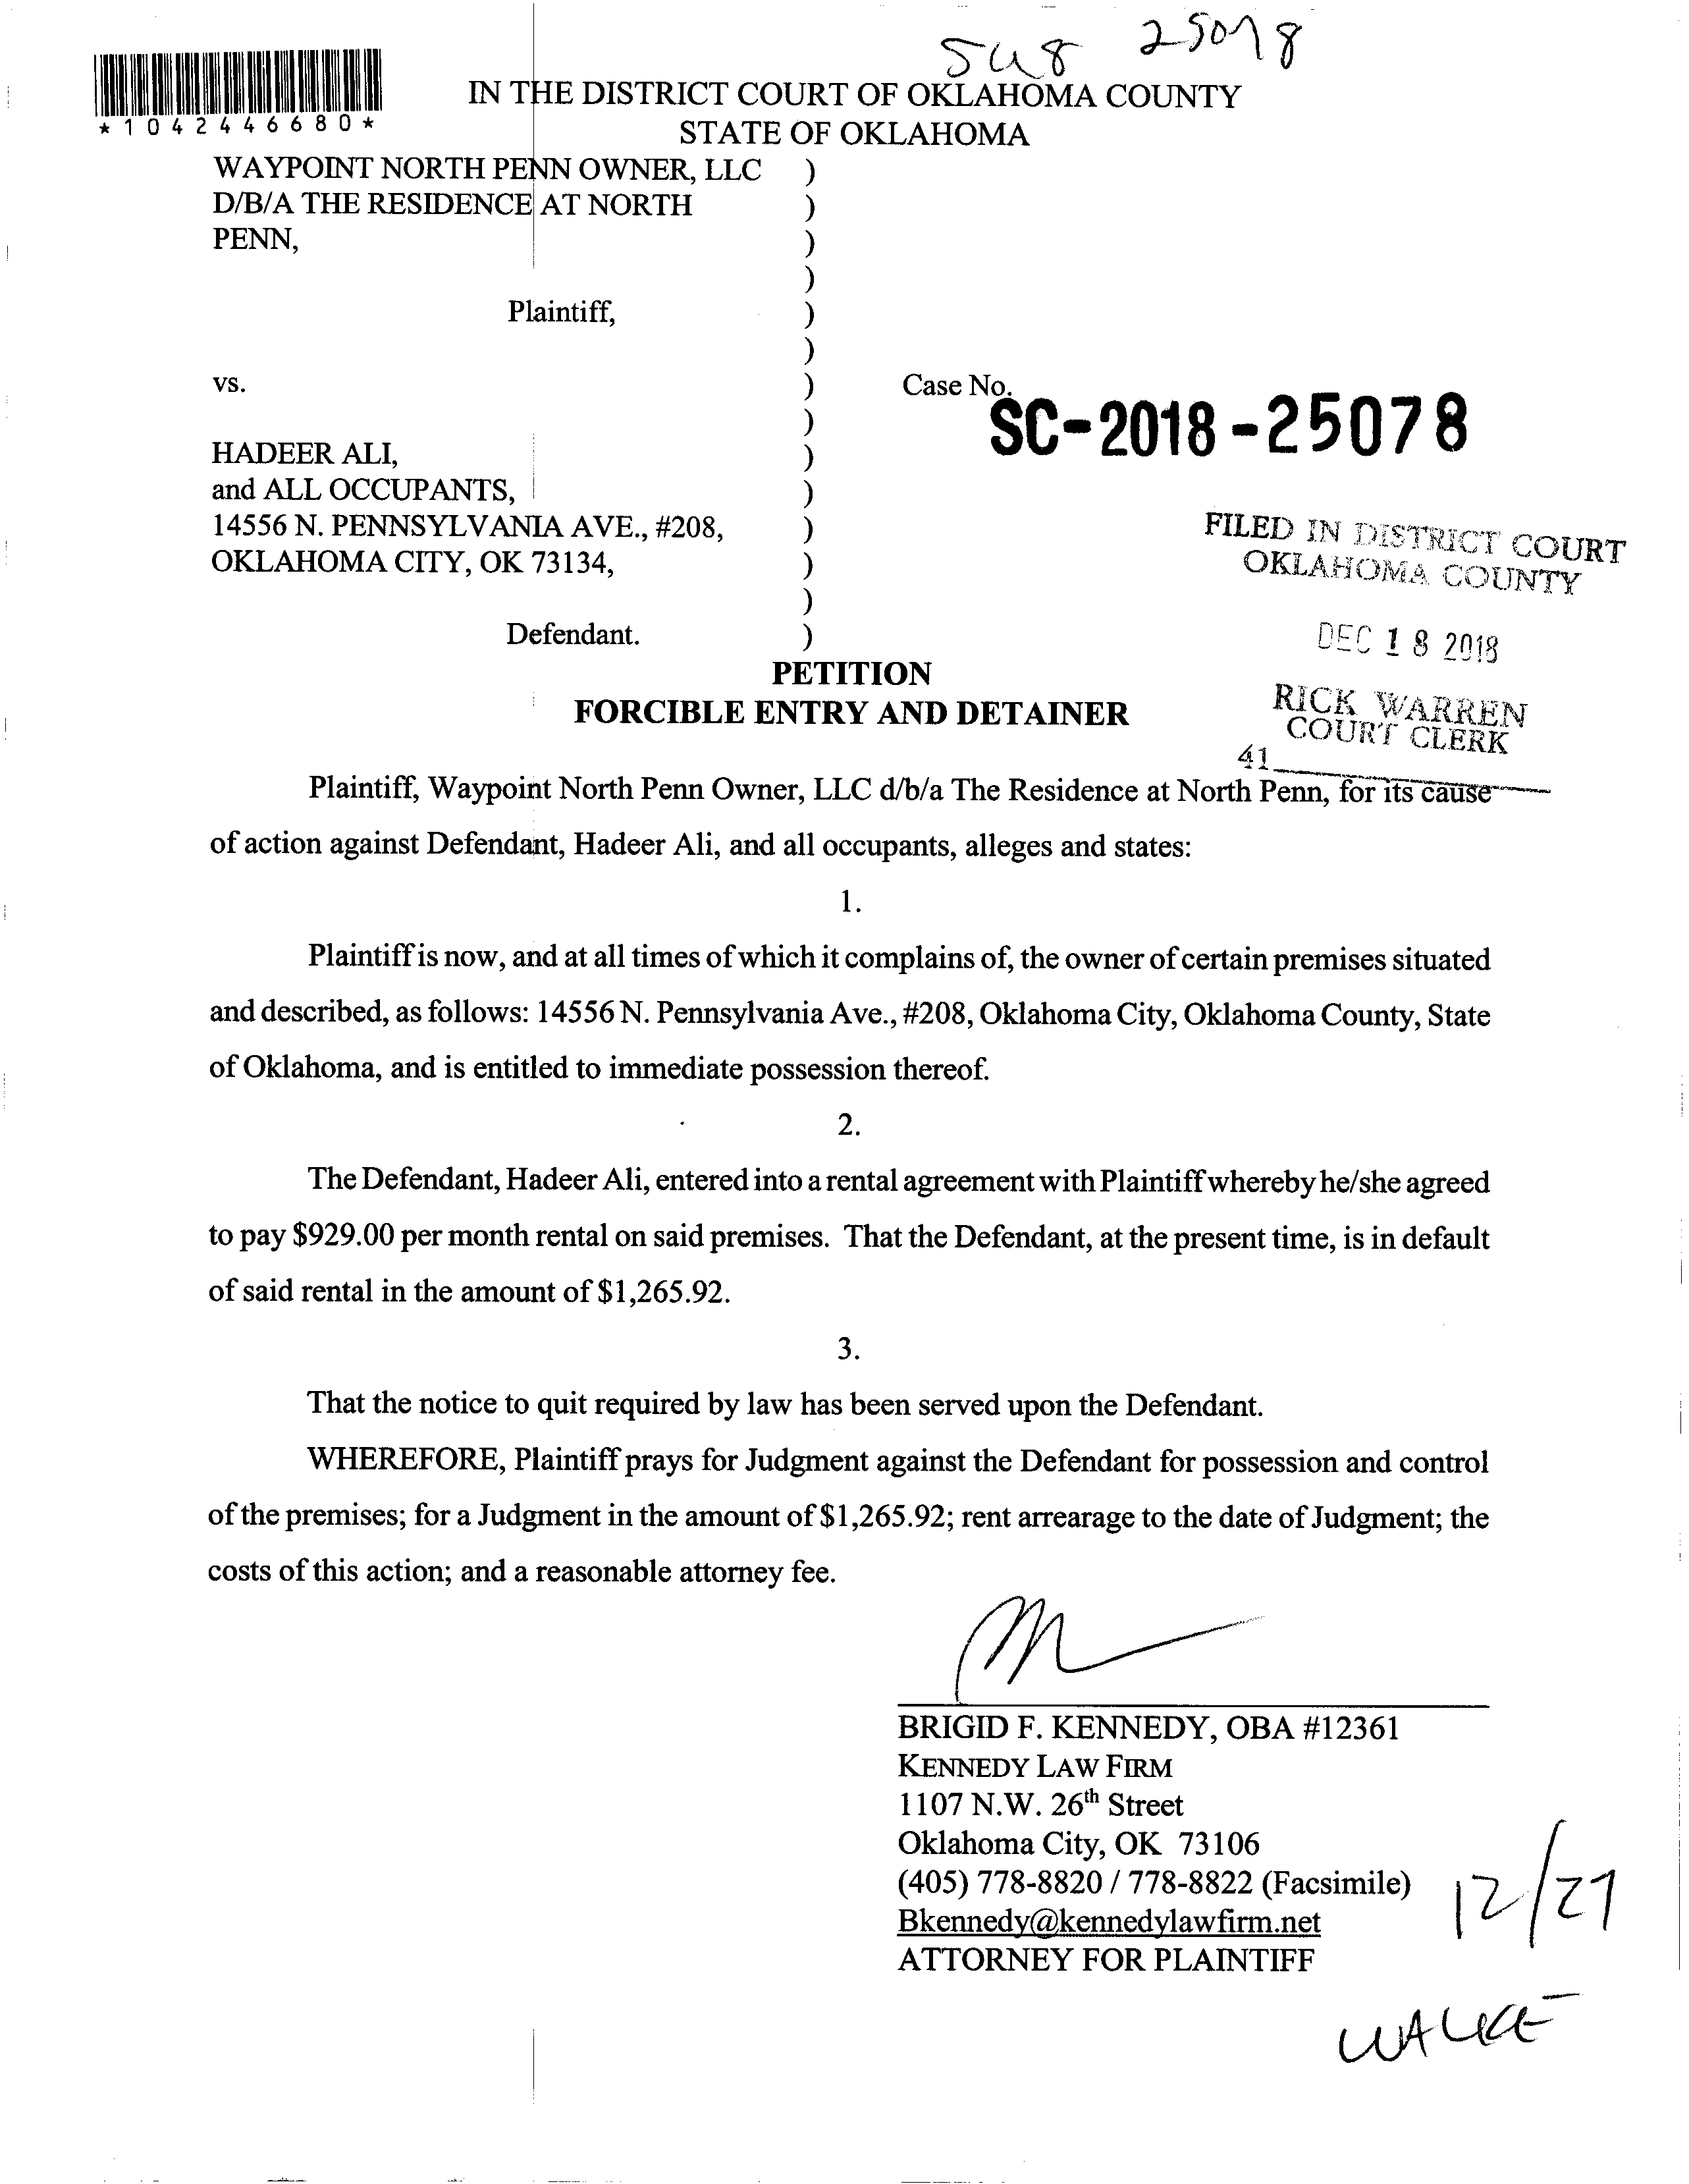 SC18 25078
*1042446680*
IN THE DISTRICT COURT OF OKLAHOMA COUNTY
STATE OF OKLAHOMA
WAYPOINT NORTH PENN OWNER, LLC )
D/B/A THE RESIDENCE AT NORTH )
PENN, )
)
Plaintiff, )
)
vs. ) Case No.
) SC-2018-25078
HADEER ALI, )
and ALL OCCUPANTS, )
14556 N. PENNSYLVANIA AVE., #208, )
OKLAHOMA CITY, OK 73134, )
)
Defendant. )
FILED IN DISTRICT COURT
OKLAHOMA COUNTY
DEC 18 2018
RICK WARREN
COURT CLERK
41
PETITION
FORCIBLE ENTRY AND DETAINER
Plaintiff, Waypoint North Penn Owner, LLC d/b/a The Residence at North Penn, for its cause
of action against Defendant, Hadeer Ali, and all occupants, alleges and states:
1.
Plaintiff is now, and at all times of which it complains of, the owner of certain premises situated
and described, as follows: 14556 N. Pennsylvania Ave., #208, Oklahoma City, Oklahoma County, State
of Oklahoma, and is entitled to immediate possession thereof.
2.
The Defendant, Hadeer Ali, entered into a rental agreement with Plaintiff whereby he/she agreed
to pay $929.00 per month rental on said premises. That the Defendant, at the present time, is in default
of said rental in the amount of $1,265.92.
3.
That the notice to quit required by law has been served upon the Defendant.
WHEREFORE, Plaintiff prays for Judgment against the Defendant for possession and control
of the premises; for a Judgment in the amount of $1,265.92; rent arrearage to the date of Judgment; the
costs of this action; and a reasonable attorney fee.
BRIGID F. KENNEDY, OBA #12361
KENNEDY LAW FIRM
1107 N.W. 26th Street
Oklahoma City, OK 73106
(405) 778-8820 / 778-8822 (Facsimile)
Bkennedy@kennedylawfirm.net
ATTORNEY FOR PLAINTIFF
12/27